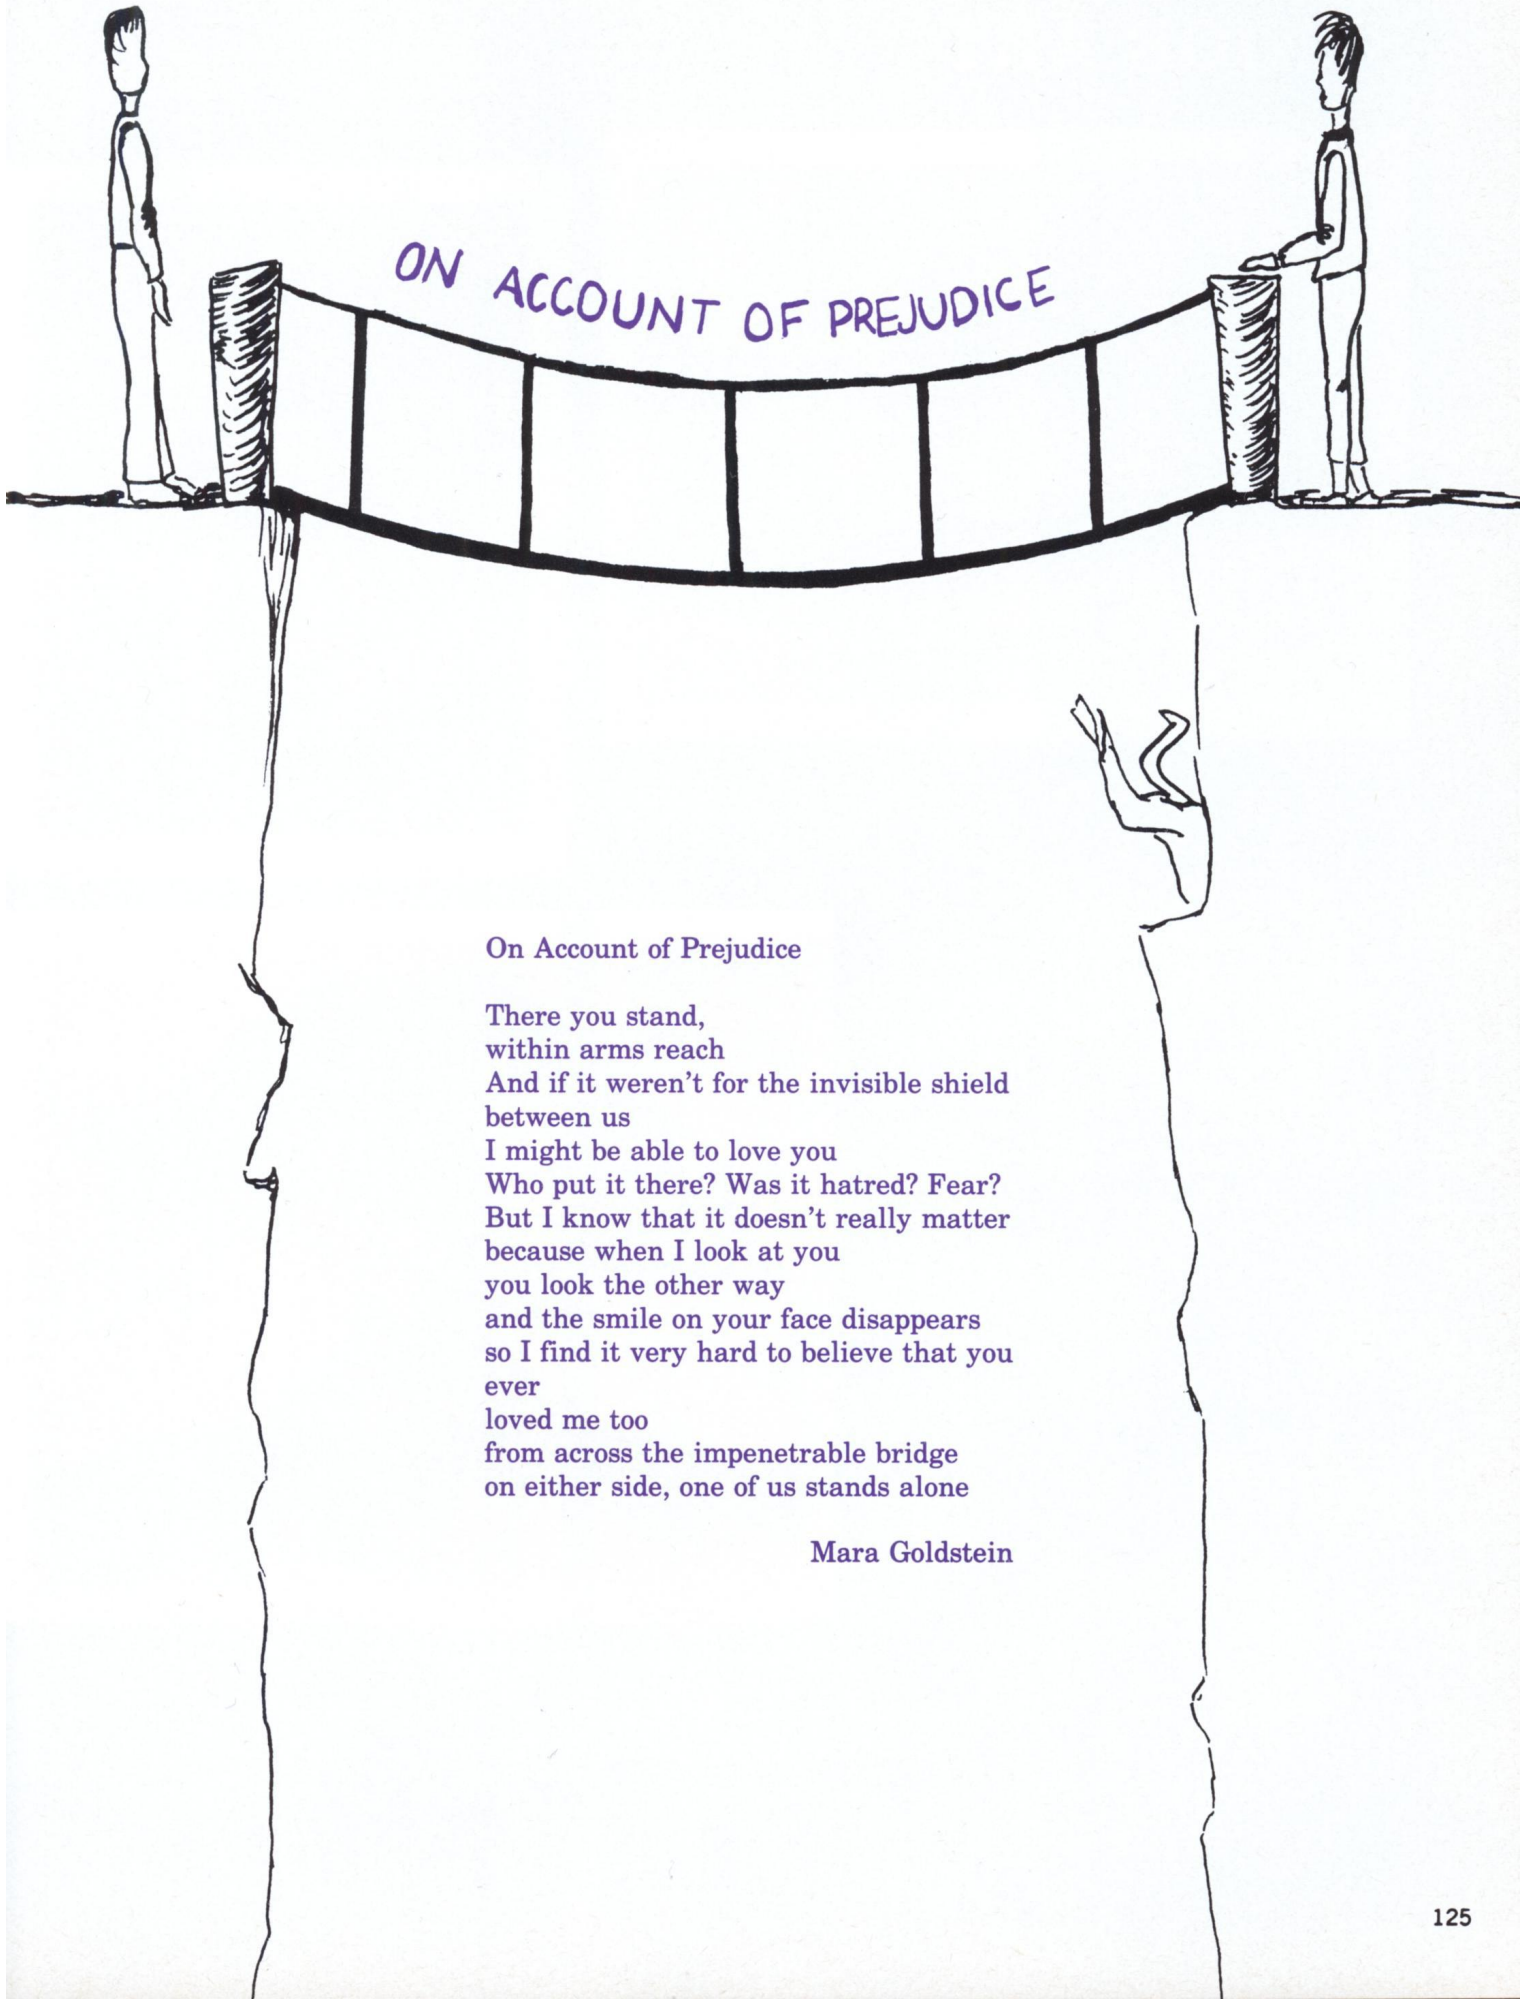 ON ACCOUNT OF PREJUDICE
On Account of Prejudice
There you stand,
within arms reach
And if it weren't for the invisible shield
between us
I might be able to love you
Who put it there? Was it hatred? Fear?
But I know that it doesn't really matter
because when I look at you
you look the other way
and the smile on your face disappears
so I find it very hard to believe that you
ever
loved me too
from across the impenetrable bridge
on either side, one of us stands alone
Mara Goldstein
125